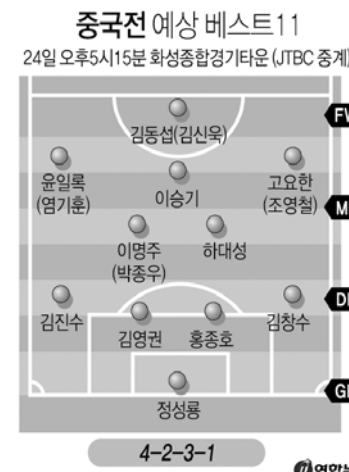 중국전 예상 베스트11
24일 오후5시15분 화성종합경기타운 (JTBC 중계)
FW
김동섭(김신욱)
윤일록
(염기훈)
이승기
고요한
(조영철)
이명주
(박종우)
하대성
김진수
김영권
홍종호
김창수
정성룡
4-2-3-1